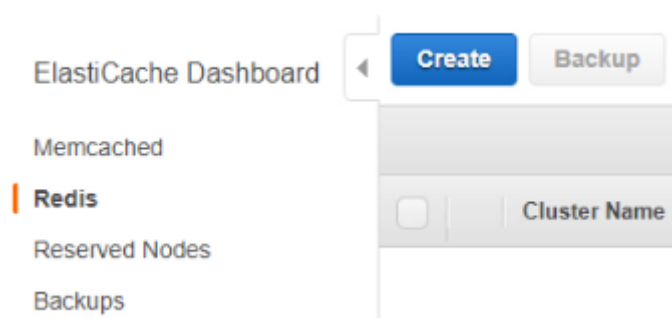 ElastiCache Dashboard
Memcached
Redis
Reserved Nodes
Backups
Create
Backup
Cluster Name